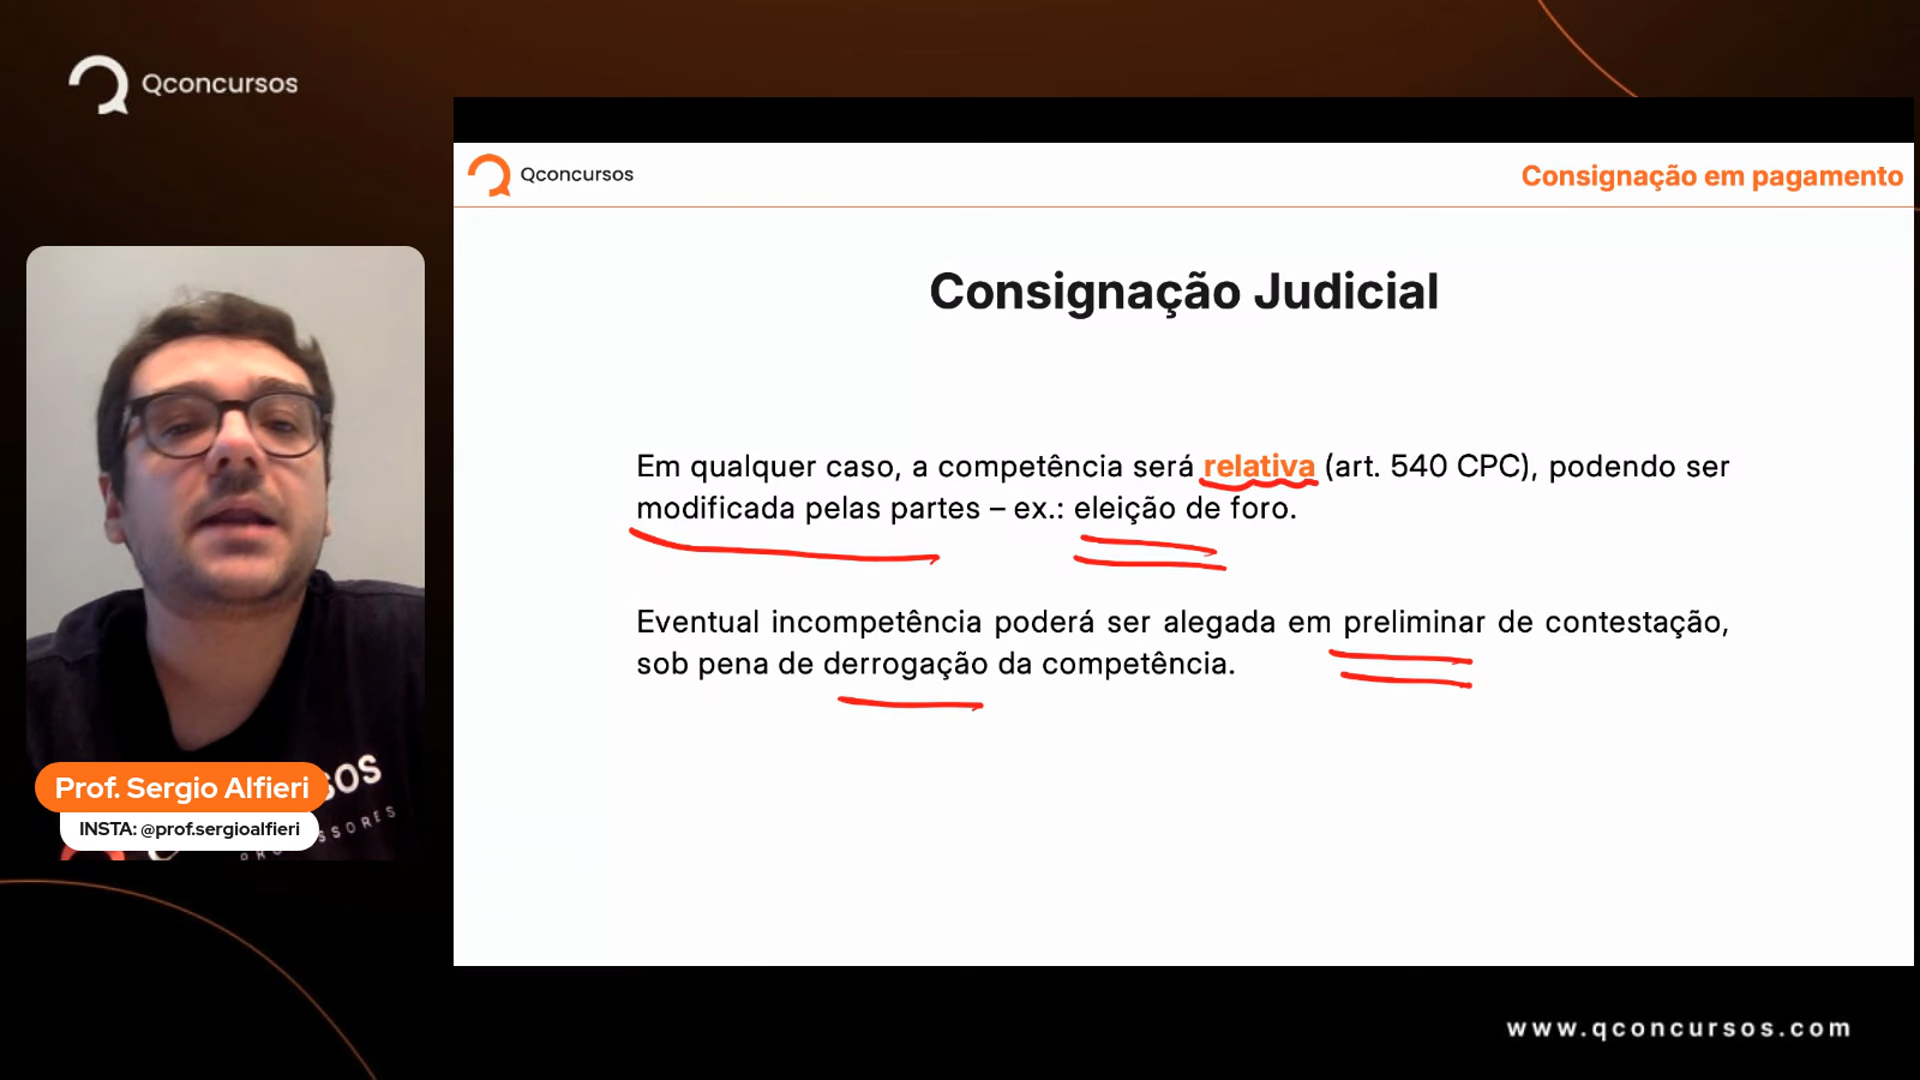 Qconcursos
Qconcursos
Consignação em pagamento
Consignação Judicial
Em qualquer caso, a competência será relativa (art. 540 CPC), podendo ser
modificada pelas partes – ex.: eleição de foro.
Eventual incompetência poderá ser alegada em preliminar de contestação,
sob pena de derrogação da competência.
Prof. Sergio Alfieri
INSTA: @prof.sergioalfieri
www.qconcursos.com